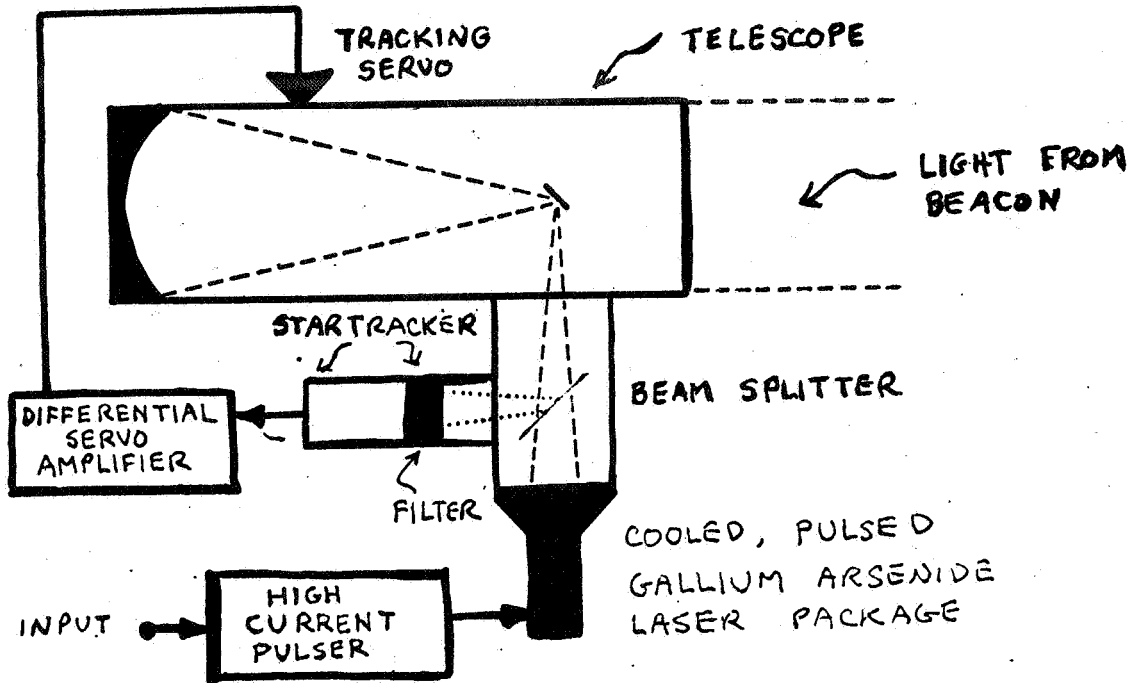 TRACKING
SERVO
TELESCOPE
LIGHT FROM
BEACON
STARTRACKER
BEAM SPLITTER
DIFFERENTIAL
SERVO
AMPLIFIER
FILTER
COOLED, PULSED
GALLIUM ARSENIDE
LASER PACKAGE
INPUT
HIGH
CURRENT
PULSER